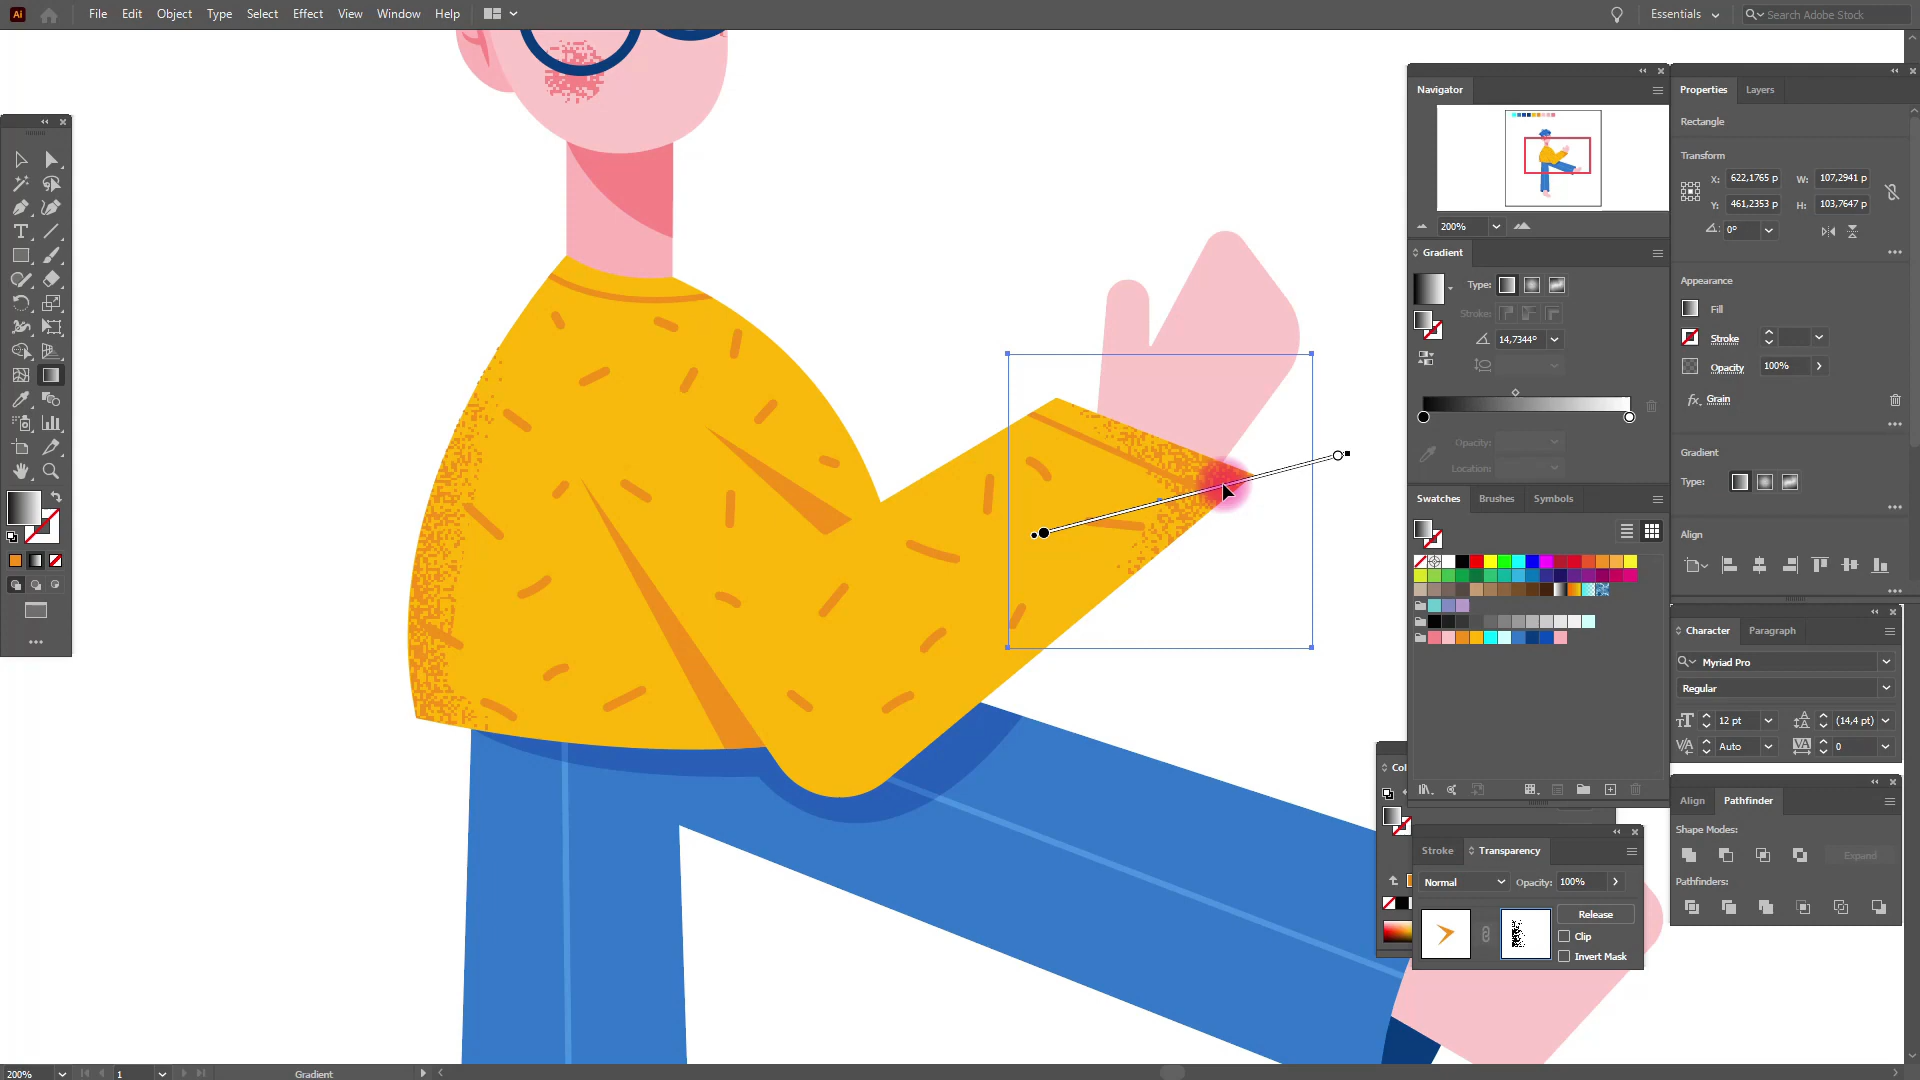 Ai File Edit Object Type Select Effect View Window Help Essentials Search Adobe Stock
Navigator
200%
Gradient
Type:
Stroke:
14,7344°
Opacity:
Location:
Swatches Brushes Symbols
Col
Stroke Transparency
Normal Opacity: 100%
Release
Clip
Invert Mask
Properties Layers
Rectangle
Transform
X: 622,1765 p W: 107,2941 p
Y: 461,2353 p H: 103,7647 p
0°
Appearance
Fill
Stroke
Opacity 100%
fx Grain
Gradient
Type:
Align
Character Paragraph
Myriad Pro
Regular
12 pt (14,4 pt)
Auto 0
Align Pathfinder
Shape Modes:
Expand
Pathfinders:
200% 1 Gradient